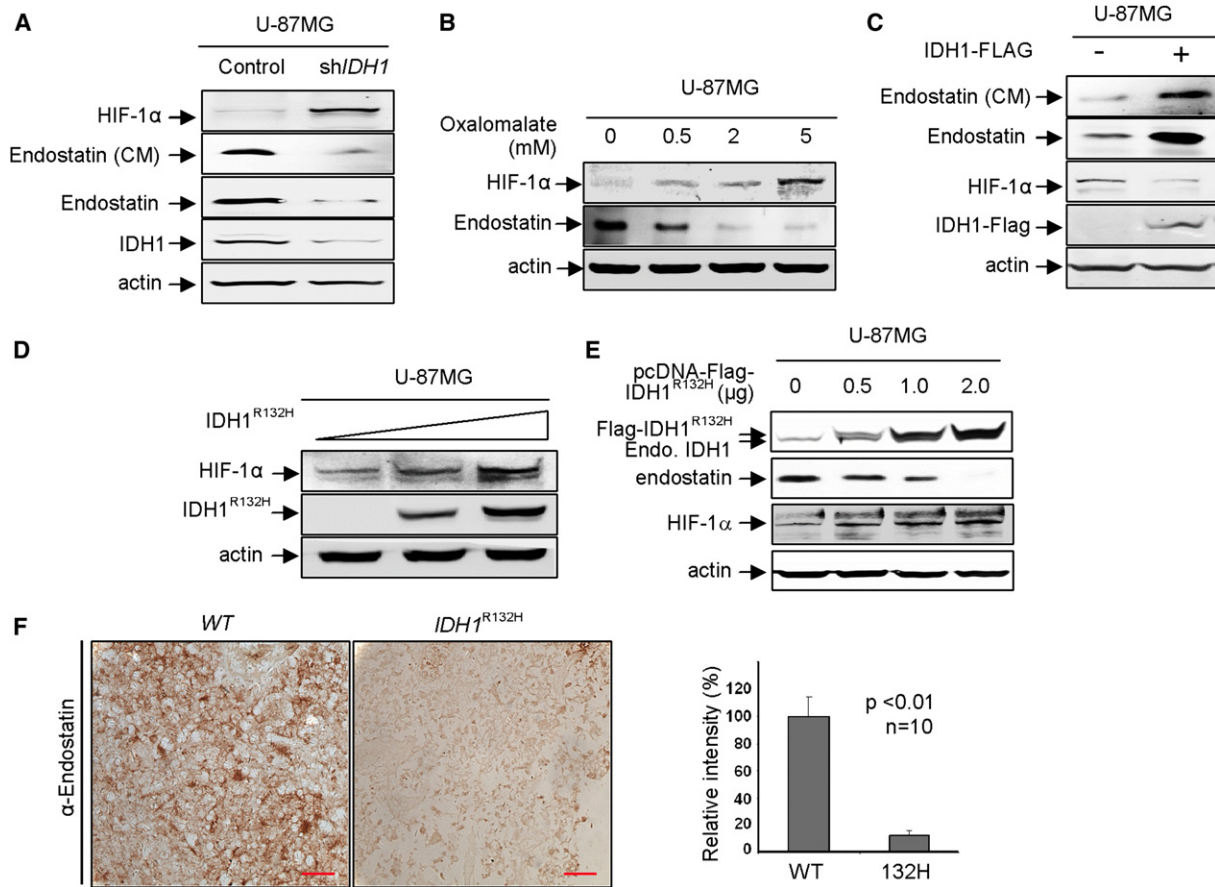 A
U-87MG
Control shIDH1
HIF-1α
Endostatin (CM)
Endostatin
IDH1
actin
B
U-87MG
Oxalomalate (mM)
0 0.5 2 5
HIF-1α
Endostatin
actin
C
U-87MG
IDH1-FLAG - +
Endostatin (CM)
Endostatin
HIF-1α
IDH1-Flag
actin
D
U-87MG
IDH1R132H
HIF-1α
IDH1R132H
actin
E
U-87MG
pcDNA-Flag-
IDH1R132H (µg) 0 0.5 1.0 2.0
Flag-IDH1R132H
Endo. IDH1
endostatin
HIF-1α
actin
F
WT IDH1R132H
α-Endostatin
Relative intensity (%)
120
100
80
60
40
20
0
p <0.01
n=10
WT 132H